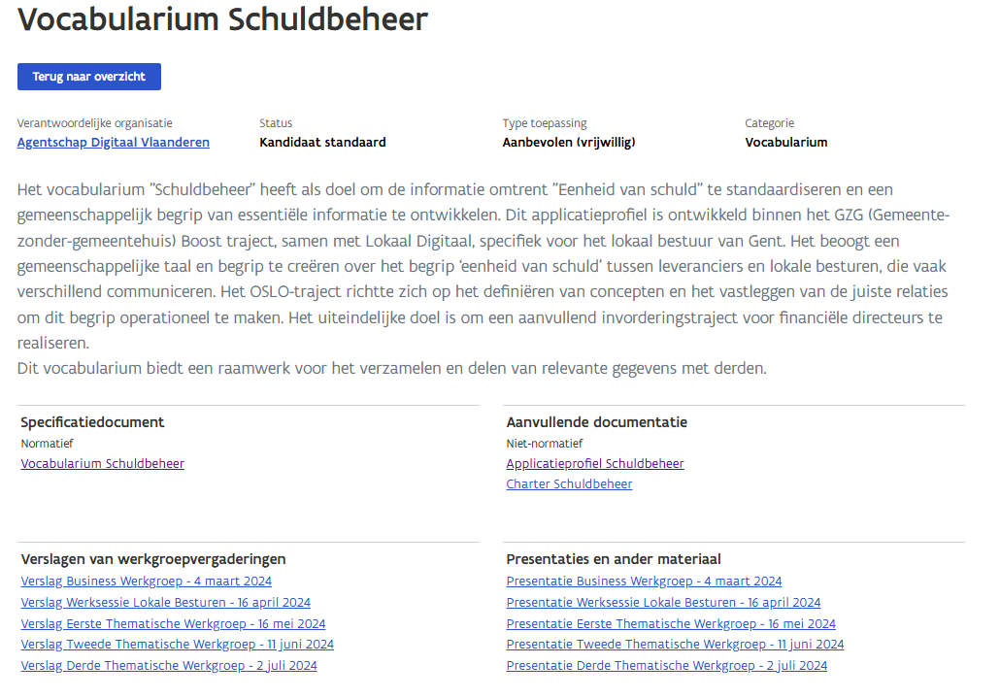 Vocabularium Schuldbeheer
Terug naar overzicht
Verantwoordelijke organisatie
Agentschap Digitaal Vlaanderen
Status
Kandidaat standaard
Type toepassing
Aanbevolen (vrijwillig)
Categorie
Vocabularium
Het vocabularium "Schuldbeheer" heeft als doel om de informatie omtrent "Eenheid van schuld" te standaardiseren en een
gemeenschappelijk begrip van essentiële informatie te ontwikkelen. Dit applicatieprofiel is ontwikkeld binnen het GZG (Gemeente-
zonder-gemeentehuis) Boost traject, samen met Lokaal Digitaal, specifiek voor het lokaal bestuur van Gent. Het beoogt een
gemeenschappelijke taal en begrip te creëren over het begrip ‘eenheid van schuld’ tussen leveranciers en lokale besturen, die vaak
verschillend communiceren. Het OSLO-traject richtte zich op het definiëren van concepten en het vastleggen van de juiste relaties
om dit begrip operationeel te maken. Het uiteindelijke doel is om een aanvullend invorderingstraject voor financiële directeurs te
realiseren.
Dit vocabularium biedt een raamwerk voor het verzamelen en delen van relevante gegevens met derden.
Specificatiedocument
Normatief
Vocabularium Schuldbeheer
Aanvullende documentatie
Niet-normatief
Applicatieprofiel Schuldbeheer
Charter Schuldbeheer
Verslagen van werkgroepvergaderingen
Verslag Business Werkgroep - 4 maart 2024
Verslag Werksessie Lokale Besturen - 16 april 2024
Verslag Eerste Thematische Werkgroep - 16 mei 2024
Verslag Tweede Thematische Werkgroep - 11 juni 2024
Verslag Derde Thematische Werkgroep - 2 juli 2024
Presentaties en ander materiaal
Presentatie Business Werkgroep - 4 maart 2024
Presentatie Werksessie Lokale Besturen - 16 april 2024
Presentatie Eerste Thematische Werkgroep - 16 mei 2024
Presentatie Tweede Thematische Werkgroep - 11 juni 2024
Presentatie Derde Thematische Werkgroep - 2 juli 2024